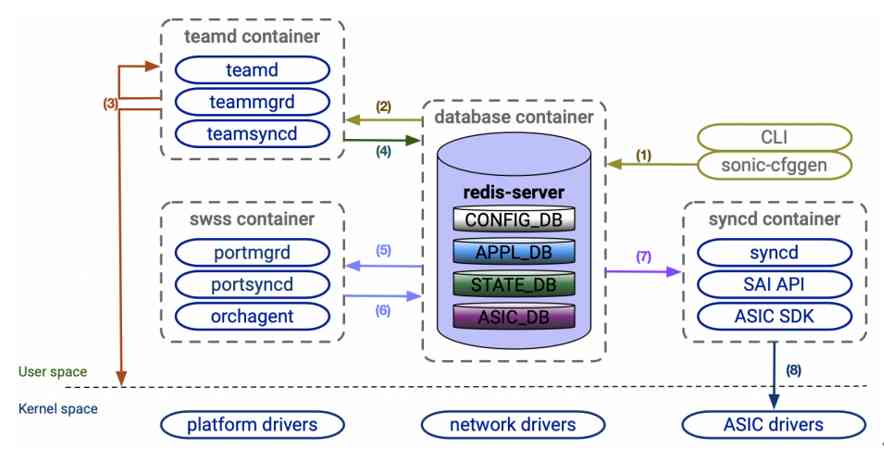 teamd container
teamd
(3)
teammgrd
teamsyncd
(2)
(4)
database container
redis-server
CONFIG_DB
APPL_DB
STATE_DB
ASIC_DB
CLI
(1)
sonic-cfggen
swss container
portmgrd
portsyncd
orchagent
(5)
(6)
(7)
syncd container
syncd
SAI API
ASIC SDK
(8)
User space
Kernel space
platform drivers
network drivers
ASIC drivers